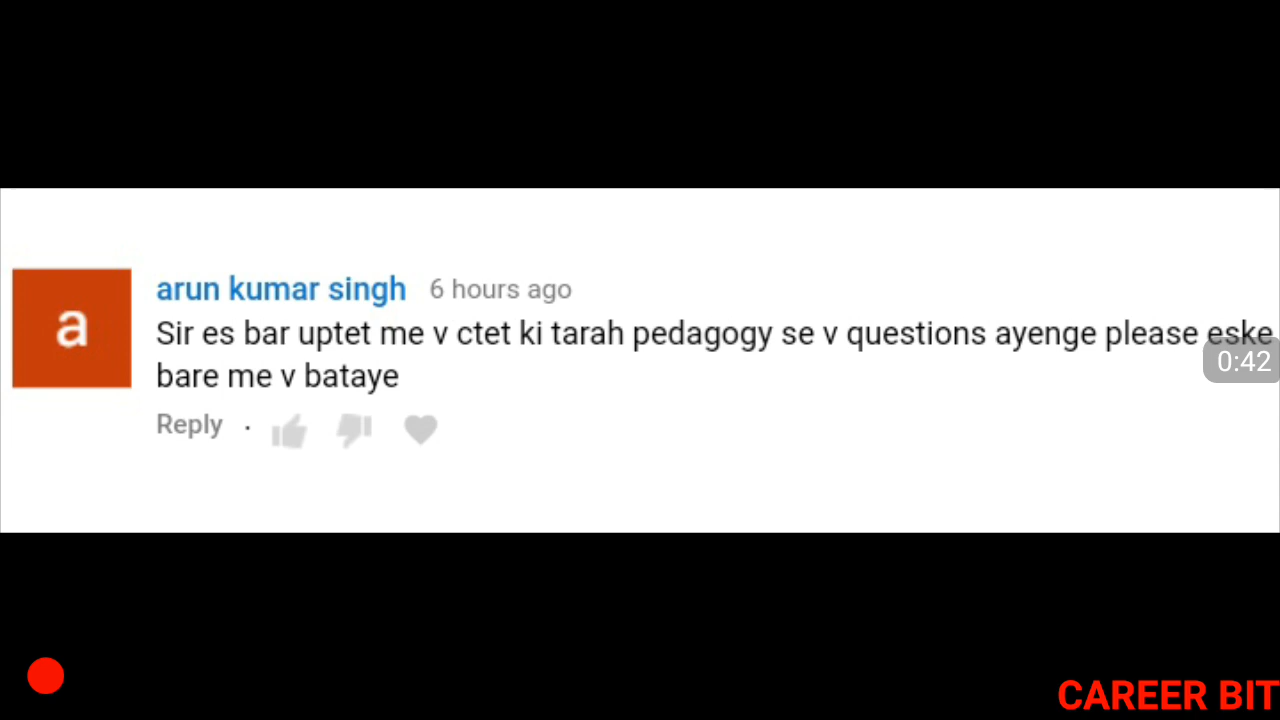 a
arun kumar singh 6 hours ago
Sir es bar uptet me v ctet ki tarah pedagogy se v questions ayenge please eske
0:42
bare me v bataye
Reply ·
CAREER BIT